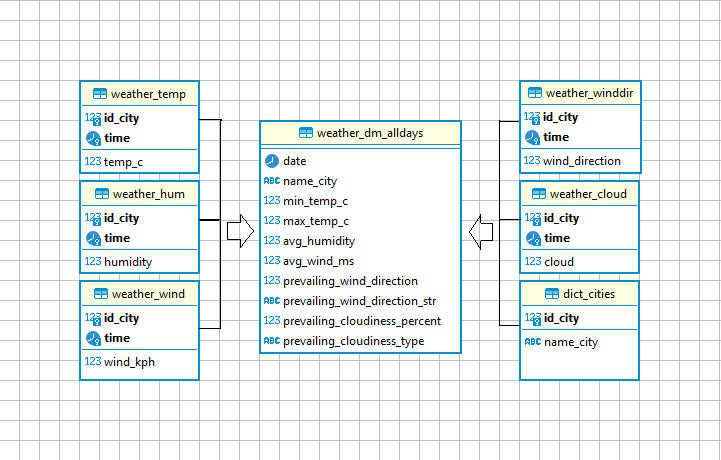 weather_temp
123 id_city
time
123 temp_c
weather_hum
123 id_city
time
123 humidity
weather_wind
123 id_city
time
123 wind_kph
weather_dm_alldays
date
ABC name_city
123 min_temp_c
123 max_temp_c
123 avg_humidity
123 avg_wind_ms
123 prevailing_wind_direction
ABC prevailing_wind_direction_str
123 prevailing_cloudiness_percent
ABC prevailing_cloudiness_type
weather_winddir
123 id_city
time
123 wind_direction
weather_cloud
123 id_city
time
123 cloud
dict_cities
123 id_city
ABC name_city